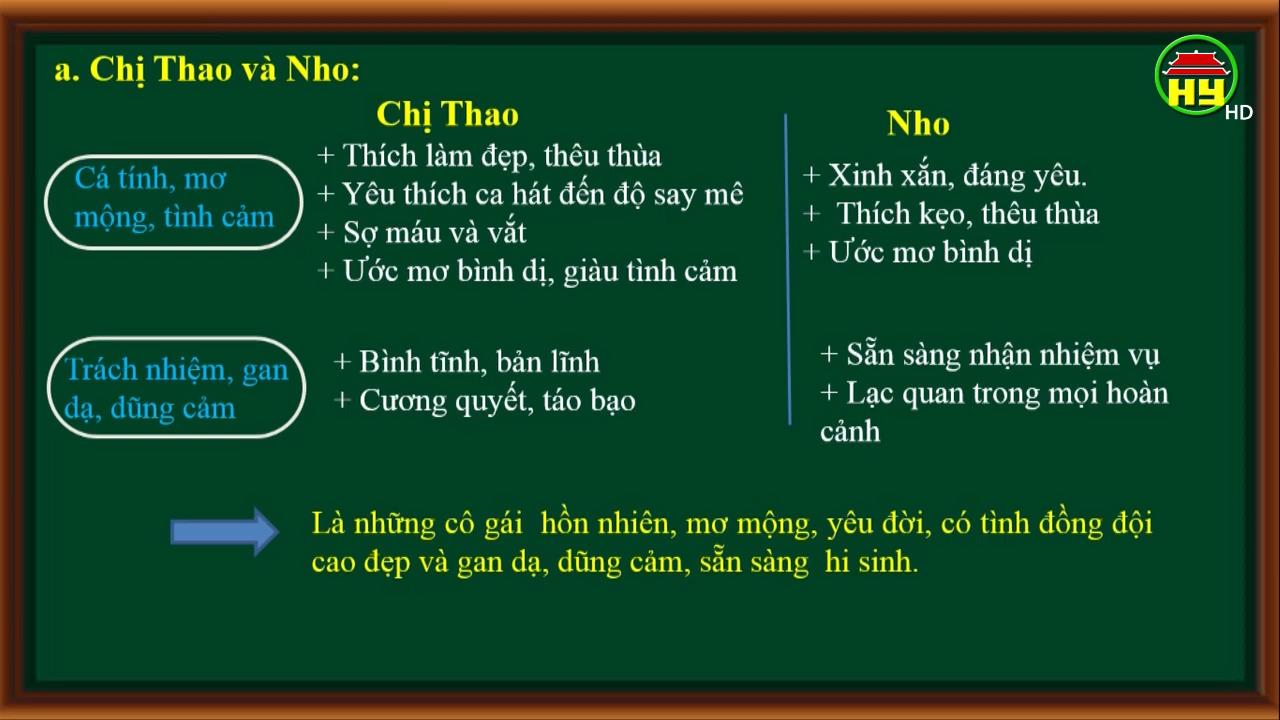 a. Chị Thao và Nho:
Chị Thao
Nho
Cá tính, mơ
mộng, tình cảm
+ Thích làm đẹp, thêu thùa
+ Yêu thích ca hát đến độ say mê
+ Sợ máu và vắt
+ Ước mơ bình dị, giàu tình cảm
+ Xinh xắn, đáng yêu.
+ Thích kẹo, thêu thùa
+ Ước mơ bình dị
Trách nhiệm, gan
dạ, dũng cảm
+ Bình tĩnh, bản lĩnh
+ Cương quyết, táo bạo
+ Sẵn sàng nhận nhiệm vụ
+ Lạc quan trong mọi hoàn
cảnh
Là những cô gái hồn nhiên, mơ mộng, yêu đời, có tình đồng đội
cao đẹp và gan dạ, dũng cảm, sẵn sàng hi sinh.
HY
HD